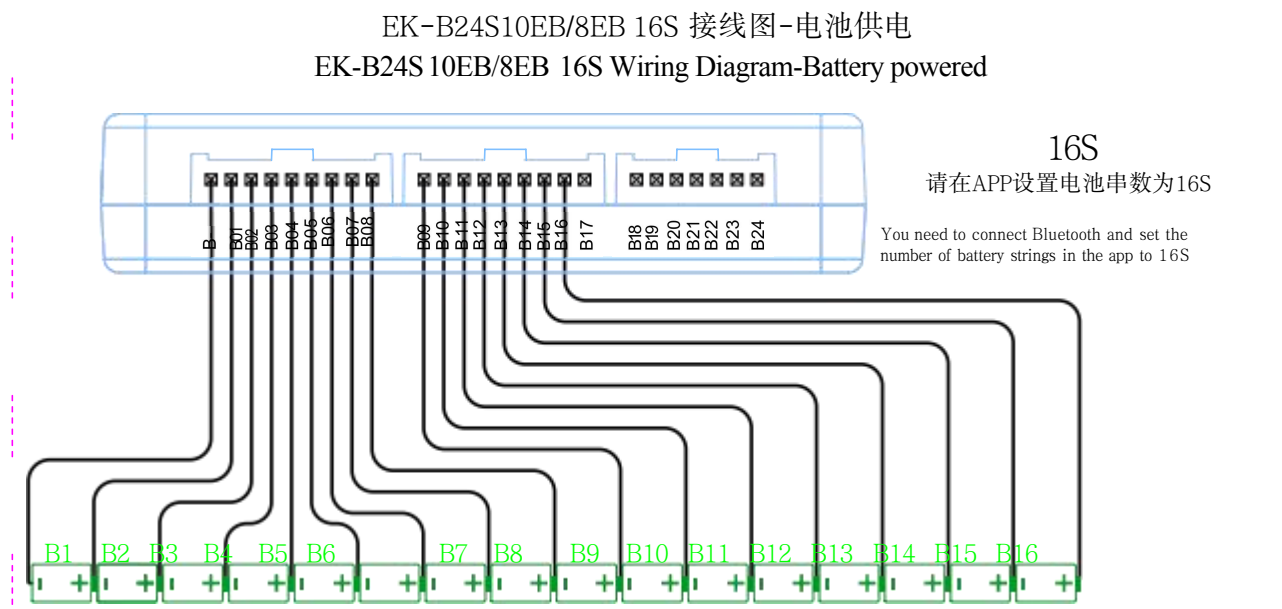 EK-B24S10EB/8EB 16S 接线图-电池供电
EK-B24S 10EB/8EB 16S Wiring Diagram-Battery powered
16S
请在APP设置电池串数为16S
You need to connect Bluetooth and set the
number of battery strings in the app to 16S
B- B01 B02 B03 B04 B05 B06 B07 B08 B09 B10 B11 B12 B13 B14 B15 B16 B17 B18 B19 B20 B21 B22 B23 B24
B1 B2 B3 B4 B5 B6 B7 B8 B9 B10 B11 B12 B13 B14 B15 B16
- + - + - + - + - + - + - + - + - + - + - + - + - + - + - + - +